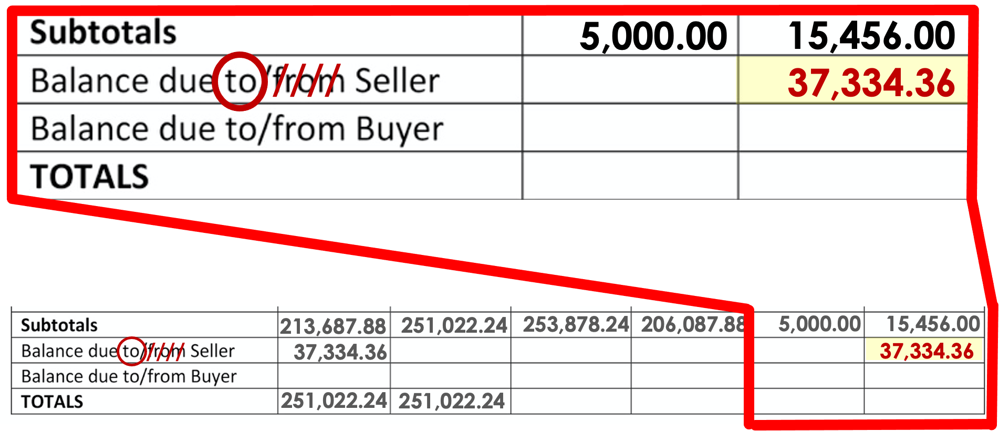 Subtotals 5,000.00 15,456.00
Balance due to/from Seller 37,334.36
Balance due to/from Buyer
TOTALS
Subtotals 213,687.88 251,022.24 253,878.24 206,087.88 5,000.00 15,456.00
Balance due to/from Seller 37,334.36 37,334.36
Balance due to/from Buyer
TOTALS 251,022.24 251,022.24